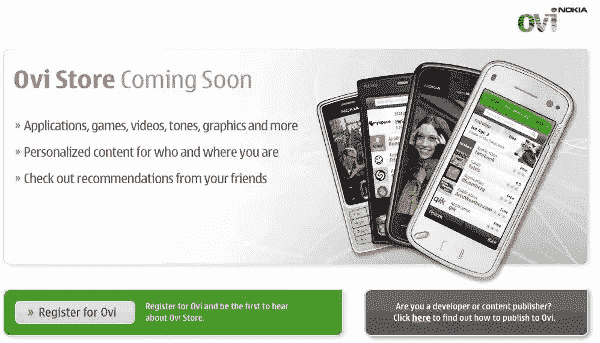 ovi NOKIA
Ovi Store Coming Soon
» Applications, games, videos, tones, graphics and more
» Personalized content for who and where you are
» Check out recommendations from your friends
» Register for Ovi
Register for Ovi and be the first to hear
about Ovi Store.
Are you a developer or content publisher?
Click here to find out how to publish to Ovi.